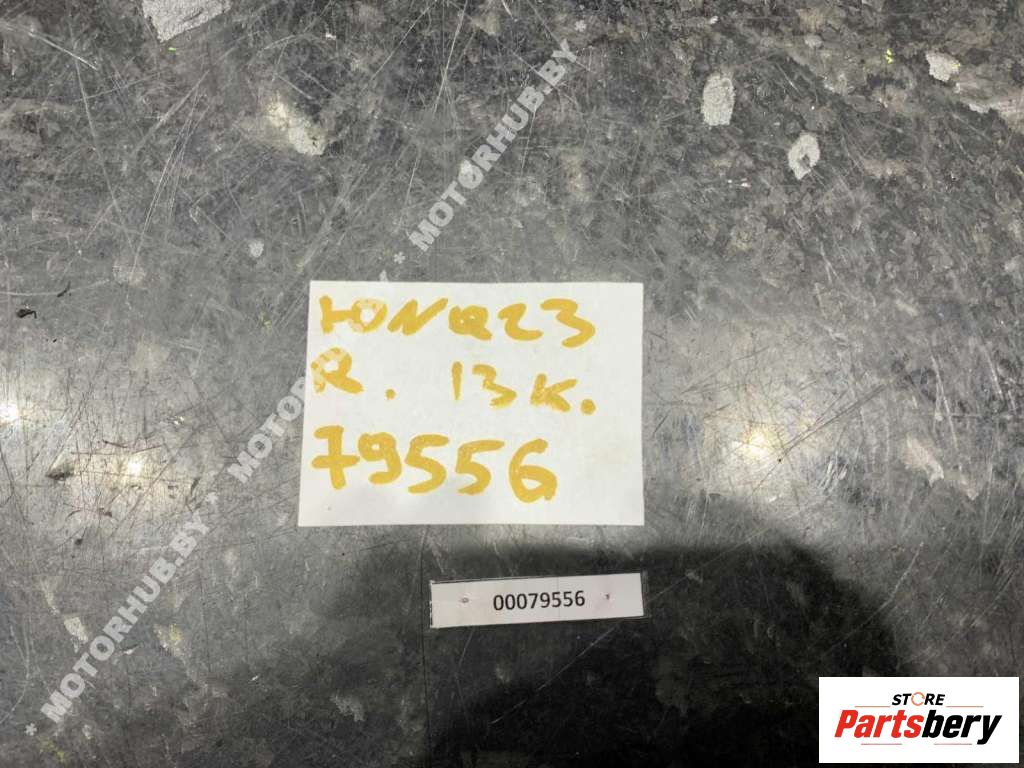 ЮNQ23
R. 13к.
79556
00079556
* MOTORHUB.BY * MOTORHUB.BY * MOTORHUB.BY
STORE
Partsbery